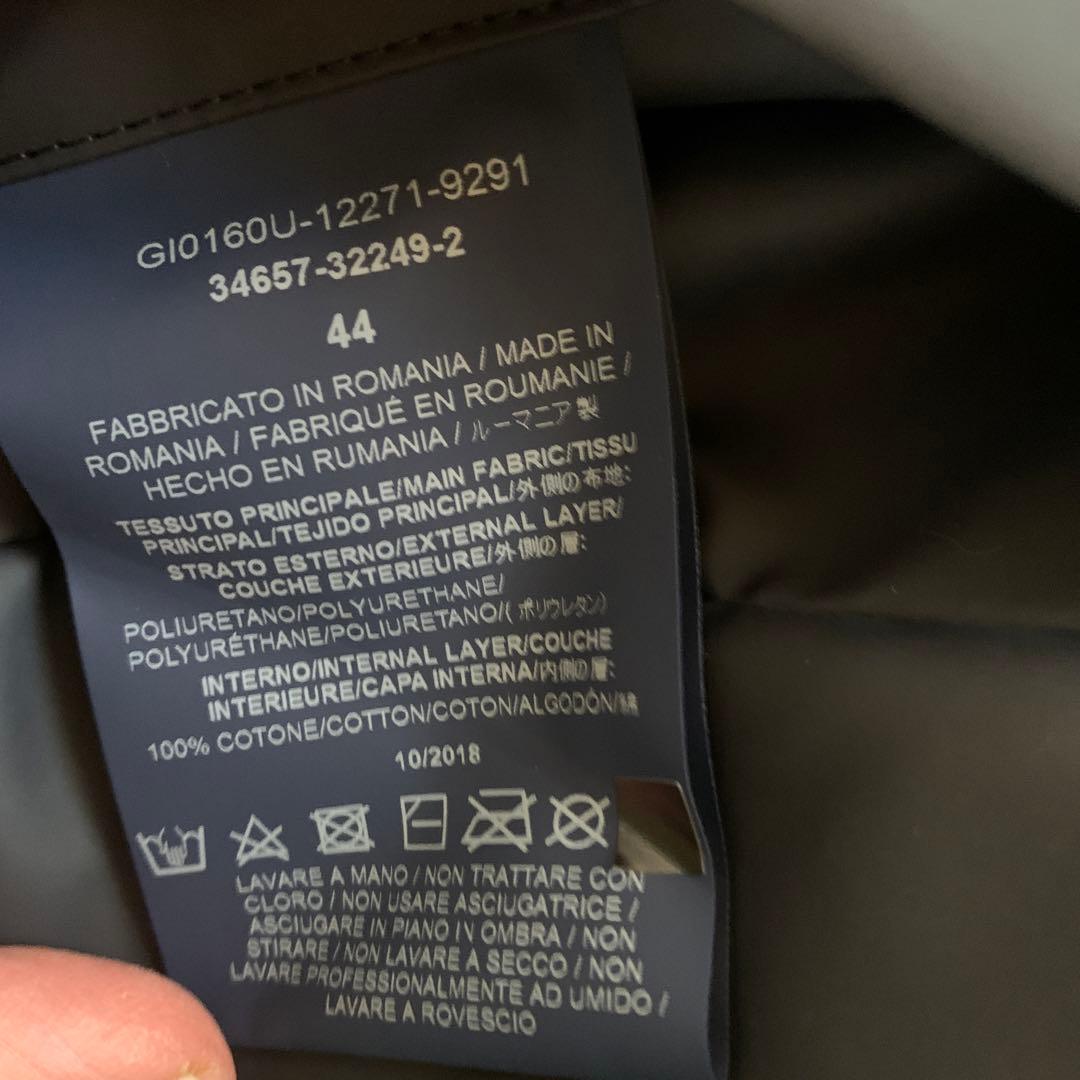 GI0160U-12271-9291
34657-32249-2
44
FABBRICATO IN ROMANIA / MADE IN
ROMANIA / FABRIQUÉ EN ROUMANIE /
HECHO EN RUMANIA / ルーマニア製
TESSUTO PRINCIPALE/MAIN FABRIC/TISSU
PRINCIPAL/TEJIDO PRINCIPAL/外側の布地:
STRATO ESTERNO/EXTERNAL LAYER/
COUCHE EXTERIEURE/外側の層:
POLIURETANO/POLYURETHANE/
POLYURÉTHANE/POLIURETANO/(ポリウレタン)
INTERNO/INTERNAL LAYER/COUCHE
INTERIEURE/CAPA INTERNA/内側の層:
100% COTONE/COTTON/COTON/ALGODÓN/綿
10/2018
LAVARE A MANO / NON TRATTARE CON
CLORO / NON USARE ASCIUGATRICE /
ASCIUGARE IN PIANO IN OMBRA / NON
STIRARE / NON LAVARE A SECCO / NON
LAVARE PROFESSIONALMENTE AD UMIDO /
LAVARE A ROVESCIO